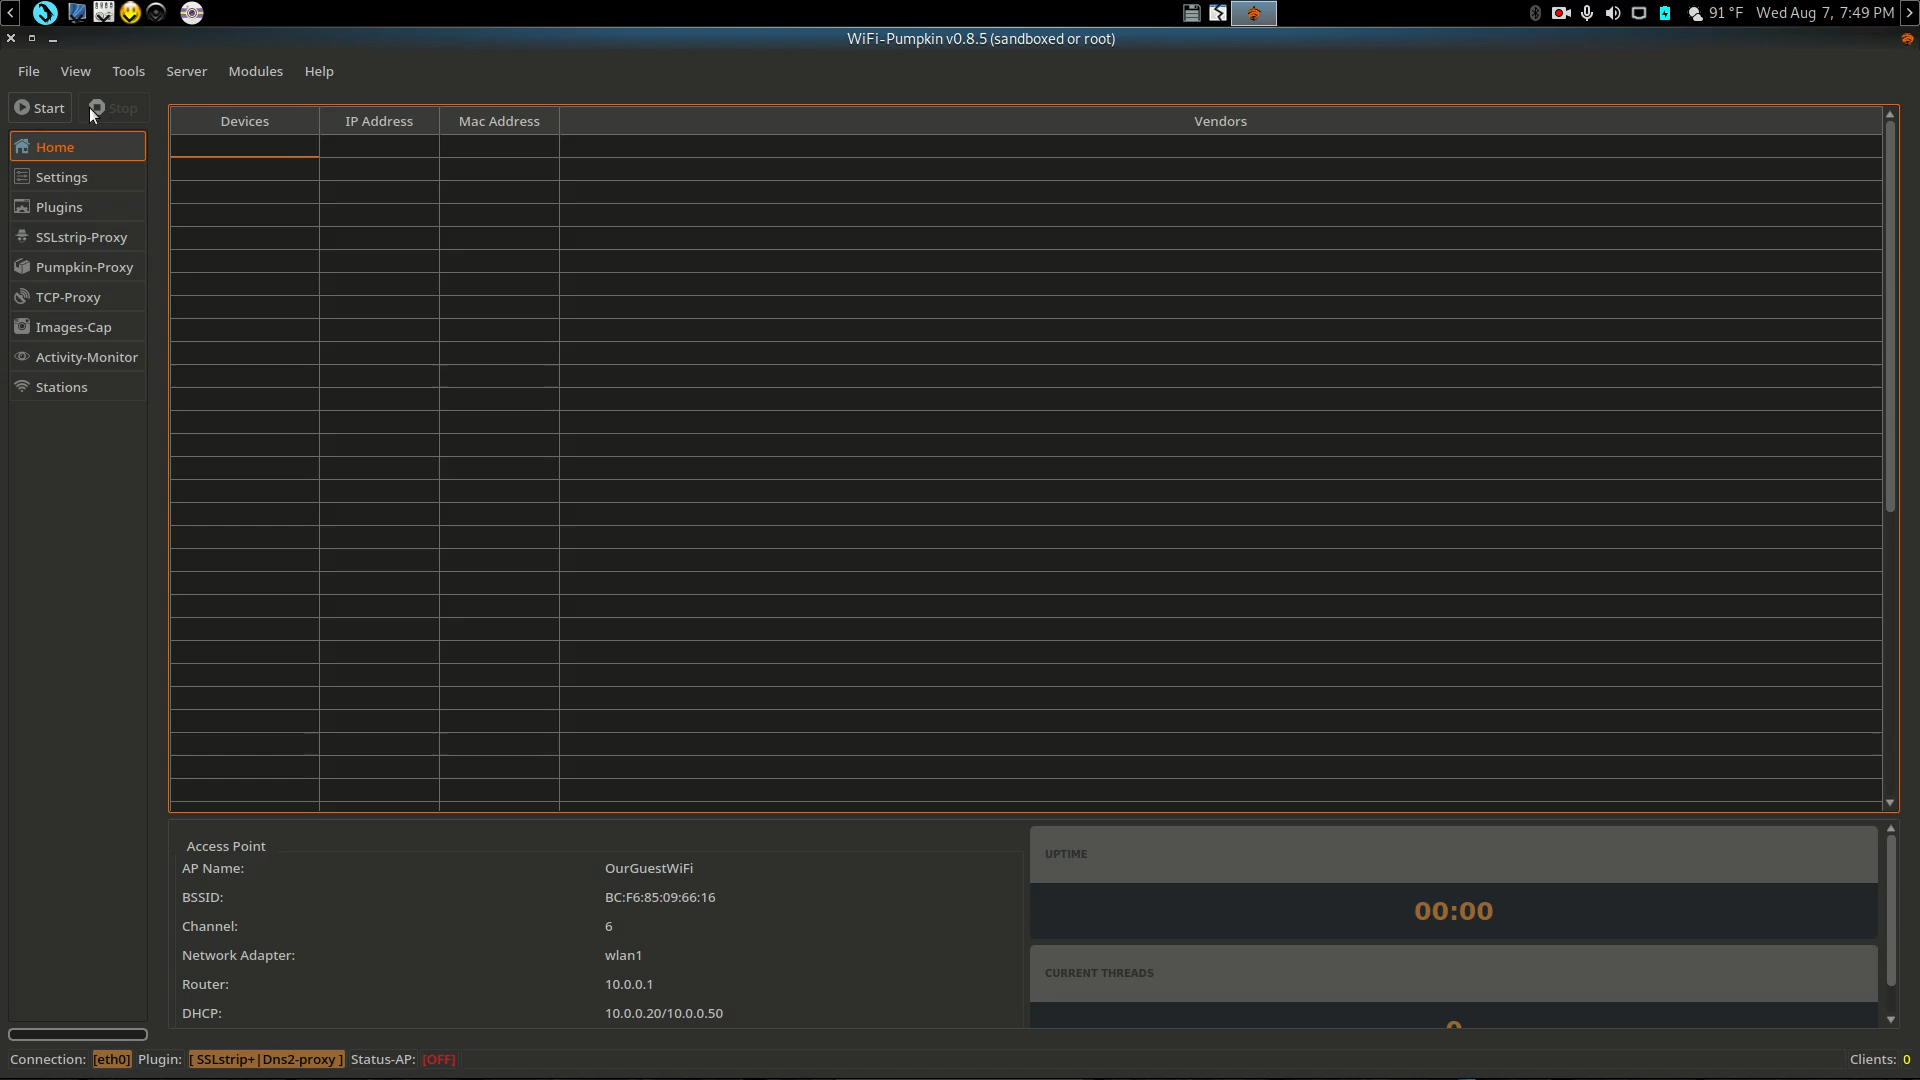 91 °F Wed Aug 7, 7:49 PM
WiFi-Pumpkin v0.8.5 (sandboxed or root)
File View Tools Server Modules Help
Start Stop
Devices IP Address Mac Address Vendors
Home
Settings
Plugins
SSLstrip-Proxy
Pumpkin-Proxy
TCP-Proxy
Images-Cap
Activity-Monitor
Stations
Access Point
AP Name: OurGuestWiFi
BSSID: BC:F6:85:09:66:16
Channel: 6
Network Adapter: wlan1
Router: 10.0.0.1
DHCP: 10.0.0.20/10.0.0.50
UPTIME
00:00
CURRENT THREADS
Connection: [eth0] Plugin: [ SSLstrip+|Dns2-proxy ] Status-AP: [OFF] Clients: 0